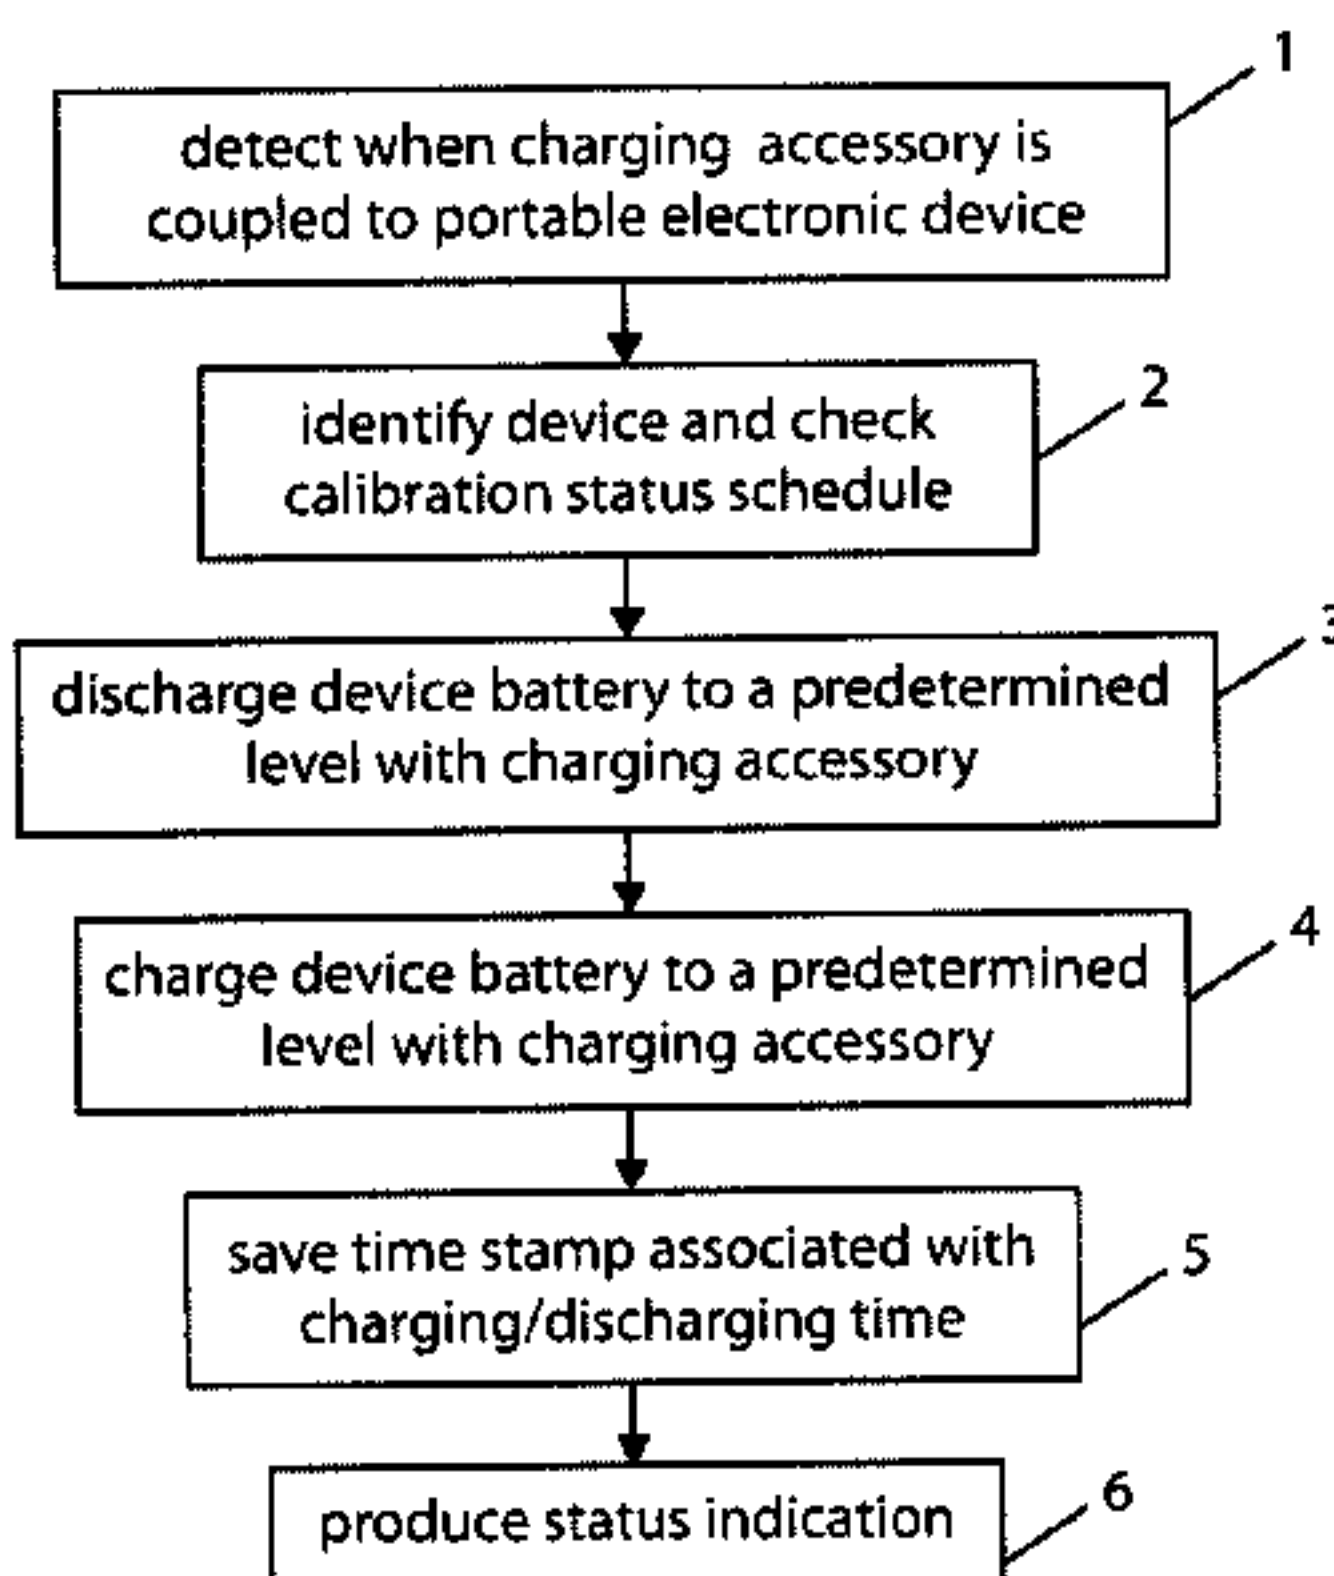 1
detect when charging accessory is
coupled to portable electronic device
2
identify device and check
calibration status schedule
3
discharge device battery to a predetermined
level with charging accessory
4
charge device battery to a predetermined
level with charging accessory
5
save time stamp associated with
charging/discharging time
6
produce status indication